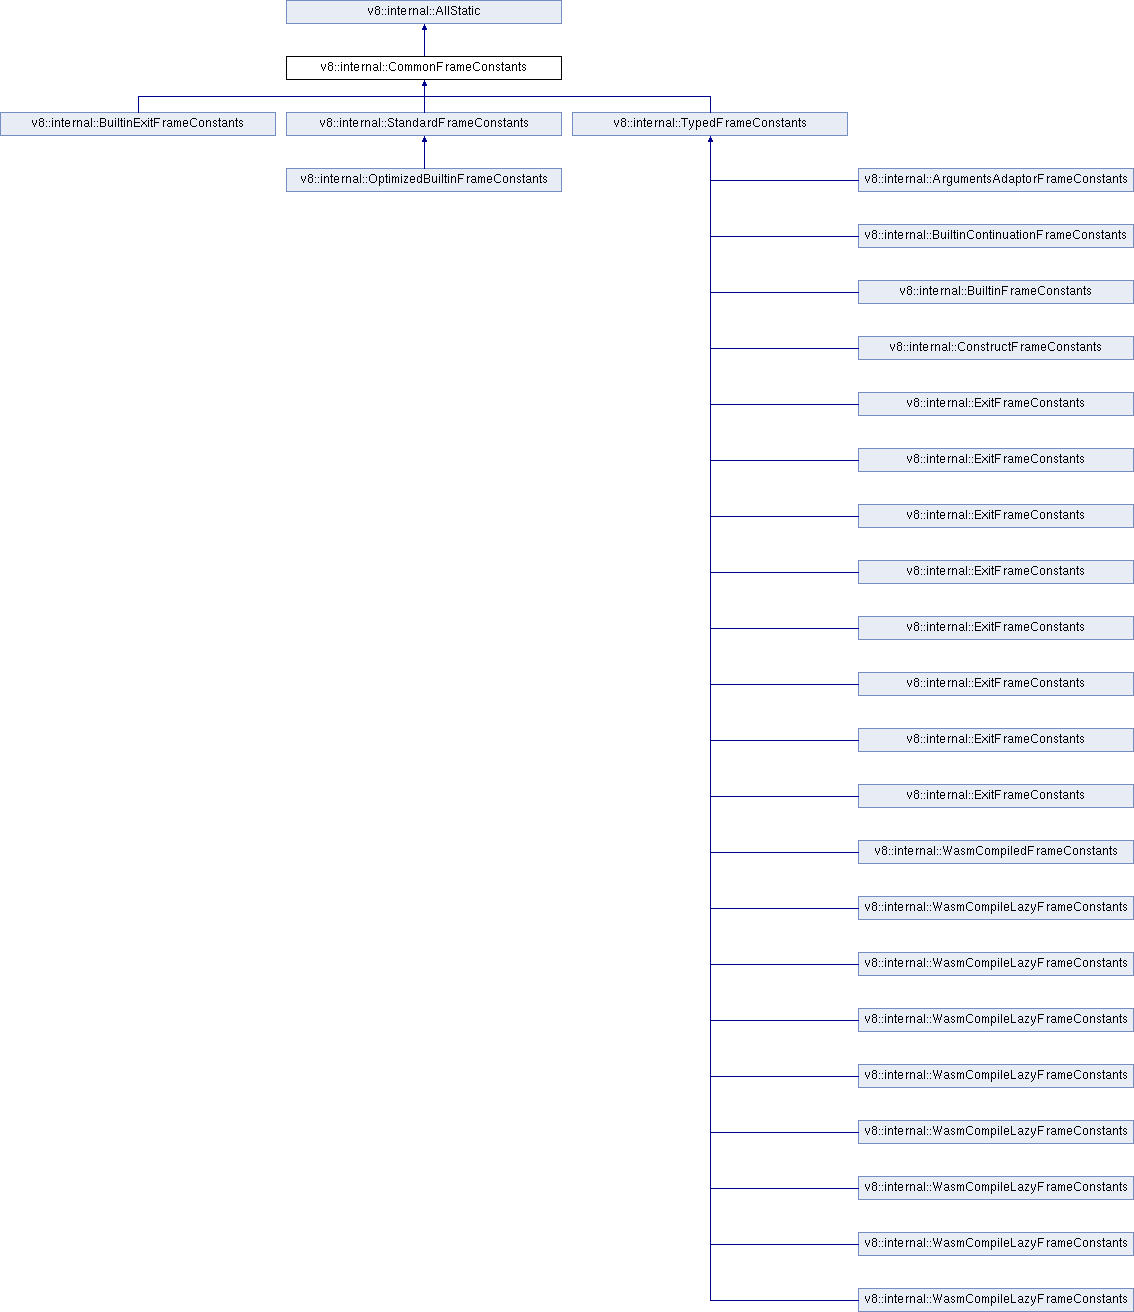 v8::internal::AllStatic
v8::internal::CommonFrameConstants
v8::internal::BuiltinExitFrameConstants
v8::internal::StandardFrameConstants
v8::internal::TypedFrameConstants
v8::internal::OptimizedBuiltinFrameConstants
v8::internal::ArgumentsAdaptorFrameConstants
v8::internal::BuiltinContinuationFrameConstants
v8::internal::BuiltinFrameConstants
v8::internal::ConstructFrameConstants
v8::internal::ExitFrameConstants
v8::internal::ExitFrameConstants
v8::internal::ExitFrameConstants
v8::internal::ExitFrameConstants
v8::internal::ExitFrameConstants
v8::internal::ExitFrameConstants
v8::internal::ExitFrameConstants
v8::internal::ExitFrameConstants
v8::internal::WasmCompiledFrameConstants
v8::internal::WasmCompileLazyFrameConstants
v8::internal::WasmCompileLazyFrameConstants
v8::internal::WasmCompileLazyFrameConstants
v8::internal::WasmCompileLazyFrameConstants
v8::internal::WasmCompileLazyFrameConstants
v8::internal::WasmCompileLazyFrameConstants
v8::internal::WasmCompileLazyFrameConstants
v8::internal::WasmCompileLazyFrameConstants